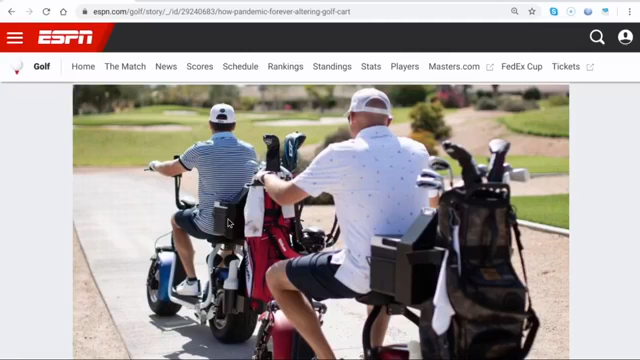 espn.com/golf/story/_/id/29240683/how-pandemic-forever-altering-golf-cart
ESPN
Golf Home The Match News Scores Schedule Rankings Standings Stats Players Masters.com FedEx Cup Tickets